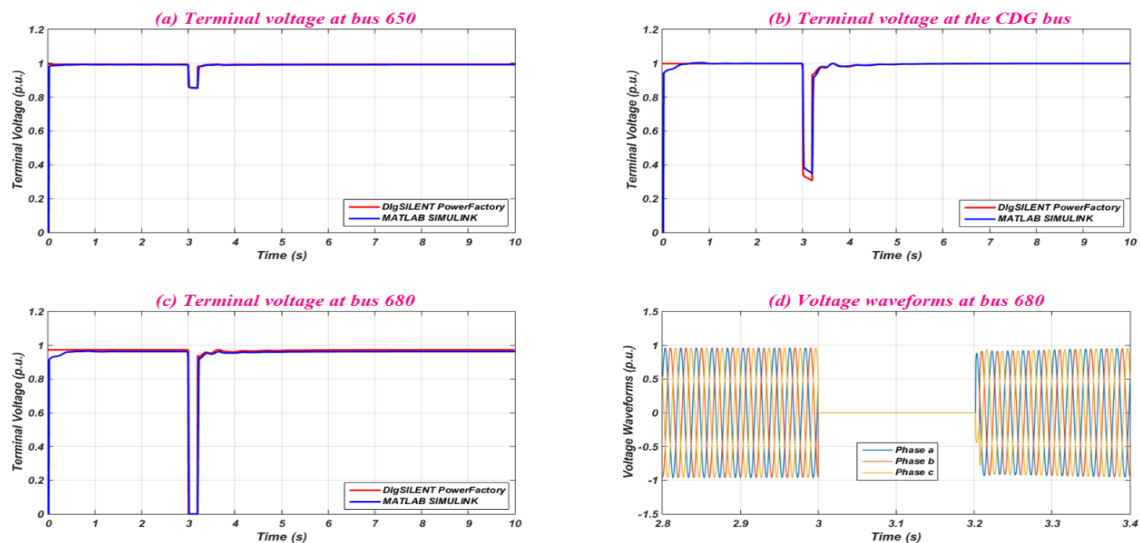 (a) Terminal voltage at bus 650
1.2
1
0.8
0.6
0.4
0.2
0
Terminal Voltage (p.u.)
DIgSILENT PowerFactory
MATLAB SIMULINK
0 1 2 3 4 5 6 7 8 9 10
Time (s)
(b) Terminal voltage at the CDG bus
1.2
1
0.8
0.6
0.4
0.2
0
Terminal Voltage (p.u.)
DIgSILENT PowerFactory
MATLAB SIMULINK
0 1 2 3 4 5 6 7 8 9 10
Time (s)
(c) Terminal voltage at bus 680
1.2
1
0.8
0.6
0.4
0.2
0
Terminal Voltage (p.u.)
DIgSILENT PowerFactory
MATLAB SIMULINK
0 1 2 3 4 5 6 7 8 9 10
Time (s)
(d) Voltage waveforms at bus 680
1.5
1
0.5
0
-0.5
-1
-1.5
Voltage Waveforms (p.u.)
Phase a
Phase b
Phase c
2.8 2.9 3 3.1 3.2 3.3 3.4
Time (s)